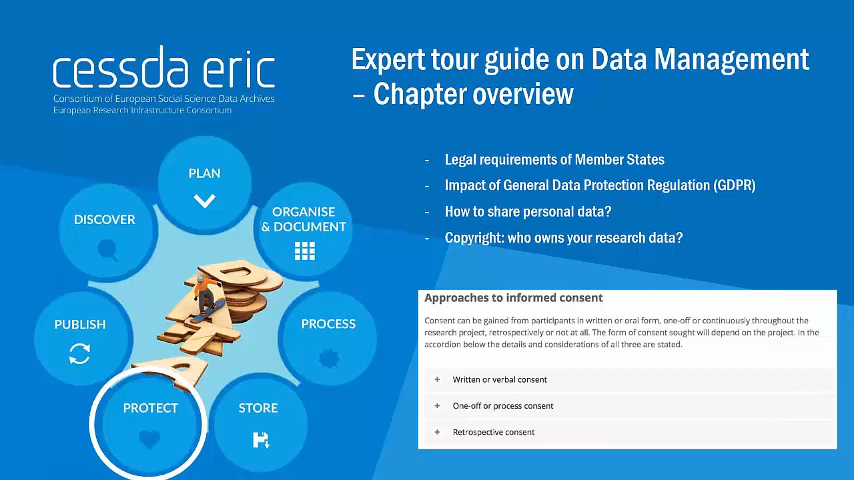 cessda eric
Consortium of European Social Science Data Archives
European Research Infrastructure Consortium
Expert tour guide on Data Management
– Chapter overview
PLAN
DISCOVER
ORGANISE
& DOCUMENT
PUBLISH
PROCESS
PROTECT
STORE
- Legal requirements of Member States
- Impact of General Data Protection Regulation (GDPR)
- How to share personal data?
- Copyright: who owns your research data?
Approaches to informed consent
Consent can be gained from participants in written or oral form, one-off or continuously throughout the
research project, retrospectively or not at all. The form of consent sought will depend on the project. In the
accordion below the details and considerations of all three are stated.
+ Written or verbal consent
+ One-off or process consent
+ Retrospective consent